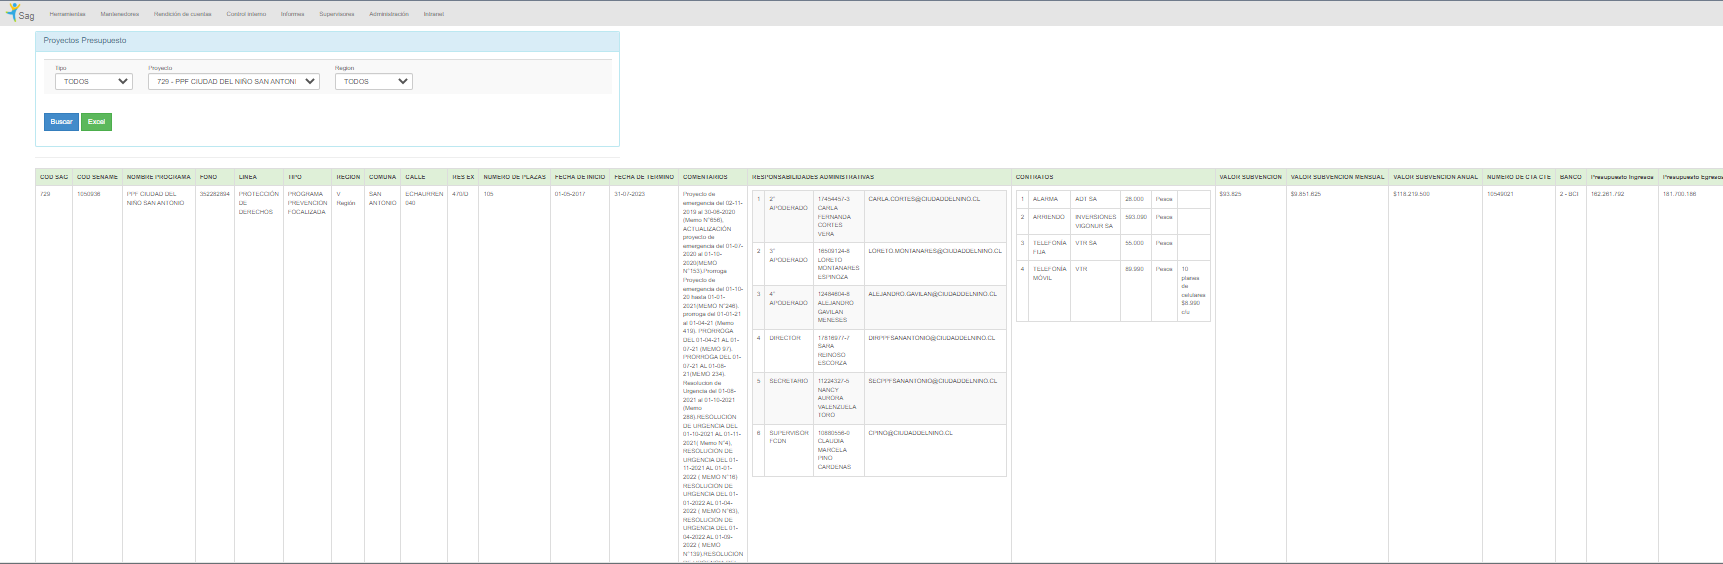 Sag
Herramientas Mantenedores Rendición de cuentas Control interno Informes Supervisores Administración Intranet
Proyectos Presupuesto
Tipo Proyecto Region
TODOS 729 - PPF CIUDAD DEL NIÑO SAN ANTONI TODOS
Buscar Excel
COD SAG COD SENAME NOMBRE PROGRAMA FONO LINEA TIPO REGION COMUNA CALLE RES EX NUMERO DE PLAZAS FECHA DE INICIO FECHA DE TERMINO COMENTARIOS RESPONSABILIDADES ADMINISTRATIVAS CONTRATOS VALOR SUBVENCION VALOR SUBVENCION MENSUAL VALOR SUBVENCION ANUAL NUMERO DE CTA CTE BANCO Presupuesto Ingresos Presupuesto Egresos
729 1050936 PPF CIUDAD DEL NIÑO SAN ANTONIO
352282894
PROTECCIÓN DE DERECHOS
PROGRAMA PREVENCIÓN FOCALIZADA
V Región
SAN ANTONIO
ECHAURREN 040
470/D
105
01-05-2017
31-07-2023
Proyecto de
emergencia del 02-11-
2019 al 30-06-2020
(Memo N°656),
ACTUALIZACIÓN
proyecto de
emergencia del 01-07-
2020 al 01-10-
2020(MEMO
N°153).Prorroga
Proyecto de
emergencia del 01-10-
20 hasta 01-01-
2021(MEMO N°246).
prorroga del 01-01-21
al 01-04-21 (Memo
419). PRORROGA
DEL 01-04-21 AL 01-
07-21 (MEMO 97).
PRORROGA DEL 01-
07-21 AL 01-08-
21(MEMO 234).
Resolucion de
Urgencia del 01-08-
2021 al 01-10-2021
(Memo
288).RESOLUCIÓN
DE URGENCIA DEL
01-10-2021 AL 01-11-
2021( Memo N°4).
RESOLUCION DE
URGENCIA DEL 01-
11-2021 AL 01-01-
2022 ( MEMO N°16)
RESOLUCION DE
URGENCIA DEL 01-
01-2022 AL 01-04-
2022 ( MEMO N°63),
RESOLUCION DE
URGENCIA DEL 01-
04-2022 AL 01-09-
2022 ( MEMO
N°139).RESOLUCION
1 2° APODERADO 17454457-3 CARLA FERNANDA CORTES VERA CARLA.CORTES@CIUDADDELNINO.CL
2 3° APODERADO 16509124-8 LORETO MONTANARES ESPINOZA LORETO.MONTANARES@CIUDADDELNINO.CL
3 4° APODERADO 12484604-8 ALEJANDRO GAVILAN MENESES ALEJANDRO.GAVILAN@CIUDADDELNINO.CL
4 DIRECTOR 17816977-7 SARA REINOSO ESCORZA DIRPPFSANANTONIO@CIUDADDELNINO.CL
5 SECRETARIO 11224327-5 NANCY AURORA VALENZUELA TORO SECPPFSANANTONIO@CIUDADDELNINO.CL
6 SUPERVISOR FCDN 10880556-0 CLAUDIA MARCELA PINO CARDENAS CPINO@CIUDADDELNINO.CL
1 ALARMA ADT SA 26.000 Pesos
2 ARRIENDO INVERSIONES VIGONUR SA 593.090 Pesos
3 TELEFONÍA FIJA VTR SA 55.000 Pesos
4 TELEFONÍA MÓVIL VTR 89.990 Pesos 10 planes de celulares $8.990 c/u
$93.825
$9.851.625
$118.219.500
10549021
2 - BCI
162.261.792
181.700.186